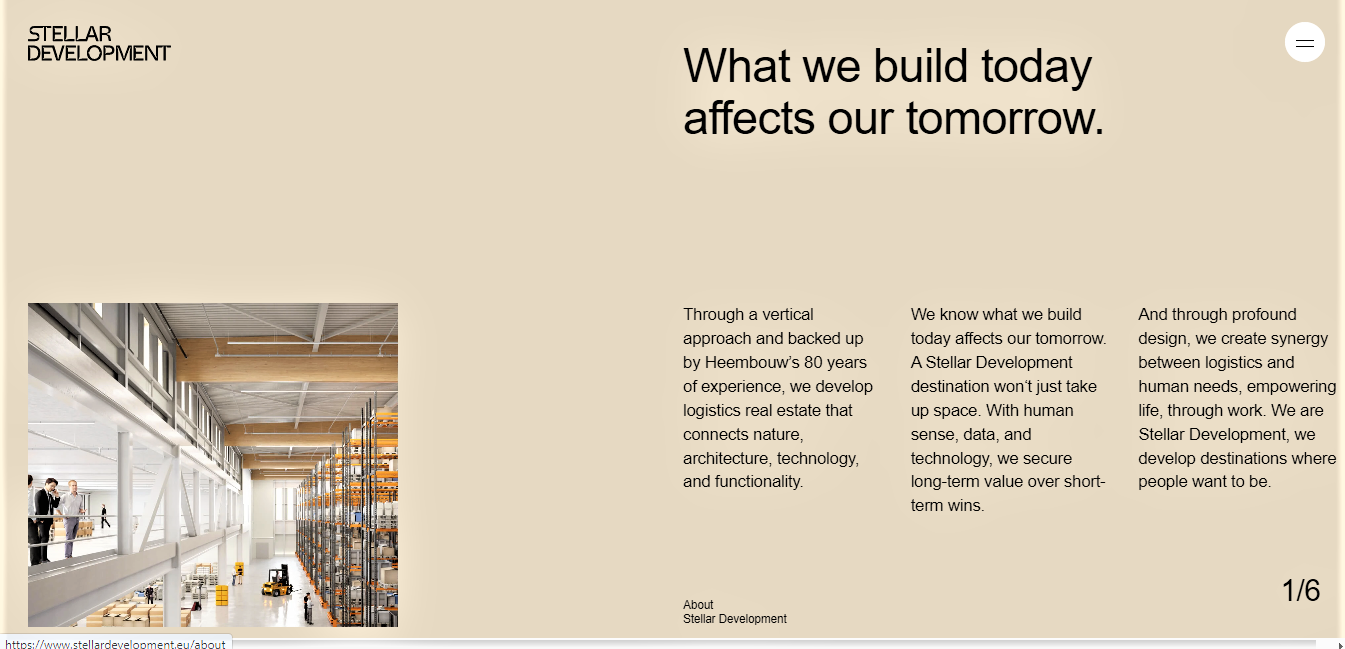 STELLAR
DEVELOPMENT
What we build today
affects our tomorrow.
Through a vertical
approach and backed up
by Heembouw’s 80 years
of experience, we develop
logistics real estate that
connects nature,
architecture, technology,
and functionality.
We know what we build
today affects our tomorrow.
A Stellar Development
destination won‘t just take
up space. With human
sense, data, and
technology, we secure
long-term value over short-
term wins.
And through profound
design, we create synergy
between logistics and
human needs, empowering
life, through work. We are
Stellar Development, we
develop destinations where
people want to be.
1/6
About
Stellar Development
https://www.stellardevelopment.eu/about